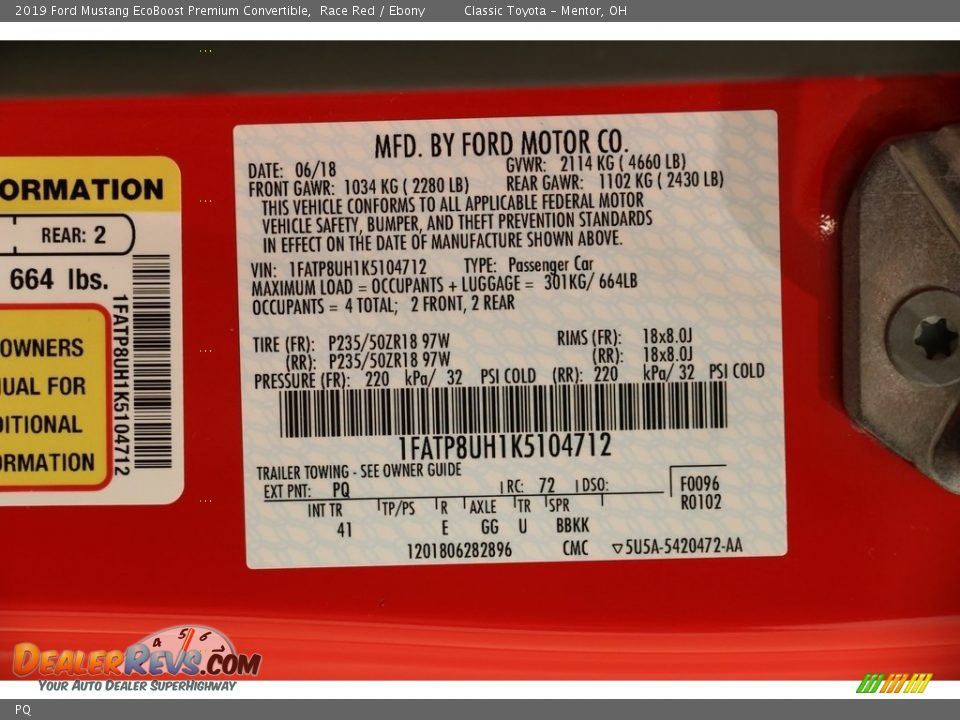 2019 Ford Mustang EcoBoost Premium Convertible, Race Red / Ebony Classic Toyota - Mentor, OH
ORMATION
REAR: 2
664 lbs.
OWNERS
UAL FOR
DITIONAL
ORMATION
1FATP8UH1K5104712
MFD. BY FORD MOTOR CO.
DATE: 06/18 GVWR: 2114 KG ( 4660 LB)
FRONT GAWR: 1034 KG ( 2280 LB) REAR GAWR: 1102 KG ( 2430 LB)
THIS VEHICLE CONFORMS TO ALL APPLICABLE FEDERAL MOTOR
VEHICLE SAFETY, BUMPER, AND THEFT PREVENTION STANDARDS
IN EFFECT ON THE DATE OF MANUFACTURE SHOWN ABOVE.
VIN: 1FATP8UH1K5104712 TYPE: Passenger Car
MAXIMUM LOAD = OCCUPANTS + LUGGAGE = 301KG/ 664LB
OCCUPANTS = 4 TOTAL; 2 FRONT, 2 REAR
TIRE (FR): P235/50ZR18 97W RIMS (FR): 18x8.0J
(RR): P235/50ZR18 97W (RR): 18x8.0J
PRESSURE (FR): 220 kPa/ 32 PSI COLD (RR): 220 kPa/ 32 PSI COLD
1FATP8UH1K5104712
TRAILER TOWING - SEE OWNER GUIDE
EXT PNT: PQ RC: 72 DSO: F0096
R0102
INT TR TP/PS R AXLE TR SPR
41 E GG U BBKK
1201806282896 CMC ▽5U5A-5420472-AA
4 5 6
DEALERREVS.COM
YOUR AUTO DEALER SUPERHIGHWAY
PQ